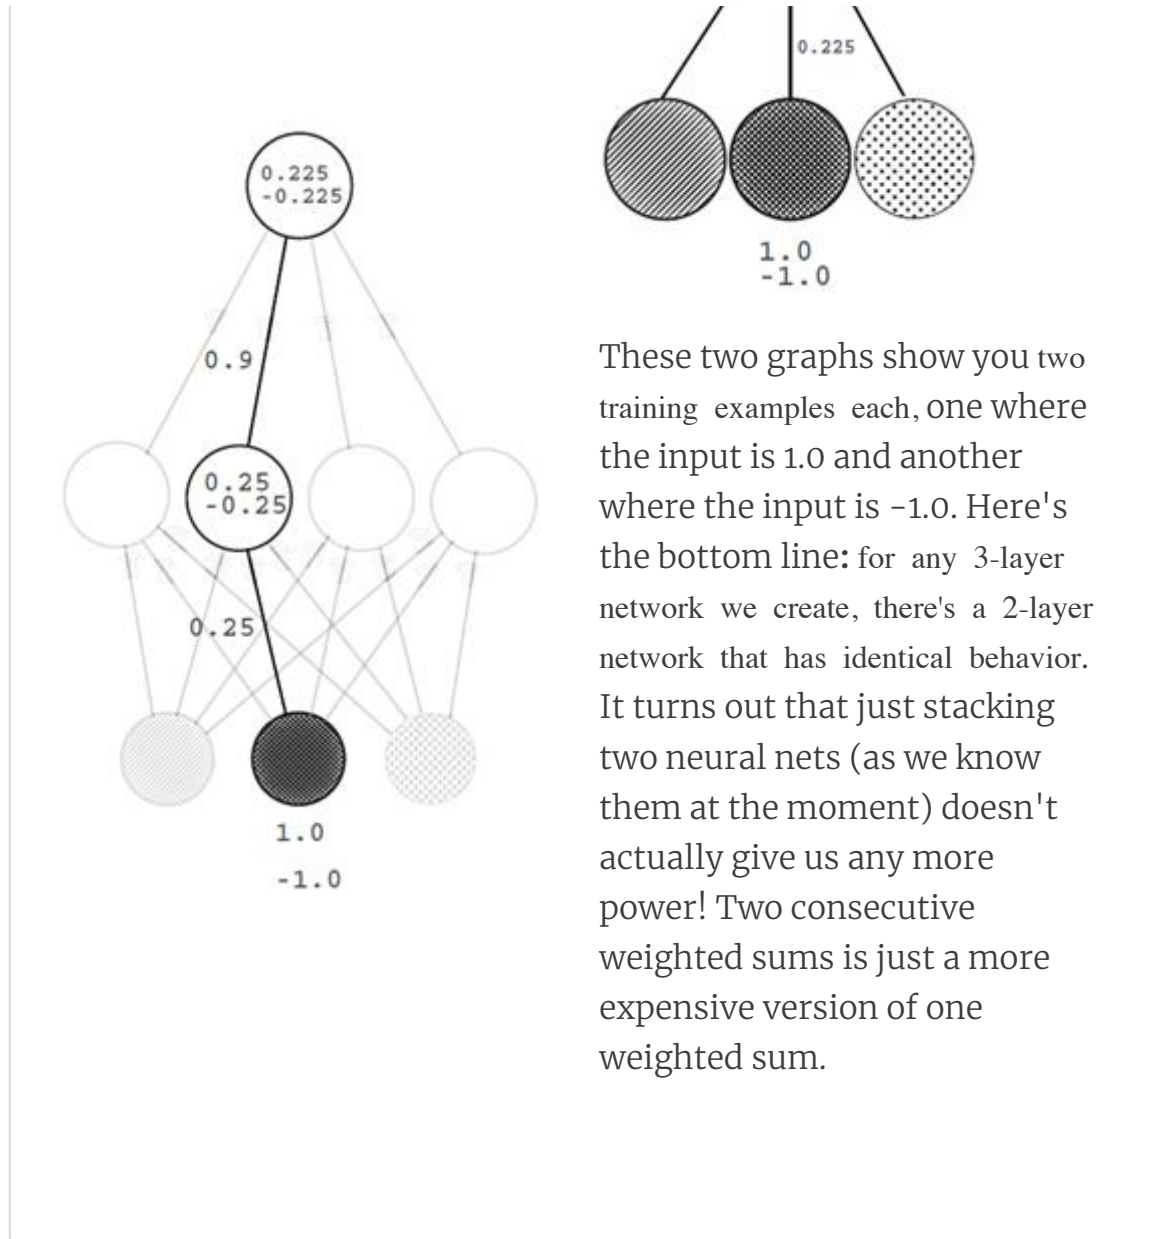 0.225
-0.225
0.9
0.25
-0.25
0.25
1.0
-1.0
0.225
1.0
-1.0
These two graphs show you two
training examples each, one where
the input is 1.0 and another
where the input is -1.0. Here's
the bottom line: for any 3-layer
network we create, there's a 2-layer
network that has identical behavior.
It turns out that just stacking
two neural nets (as we know
them at the moment) doesn't
actually give us any more
power! Two consecutive
weighted sums is just a more
expensive version of one
weighted sum.